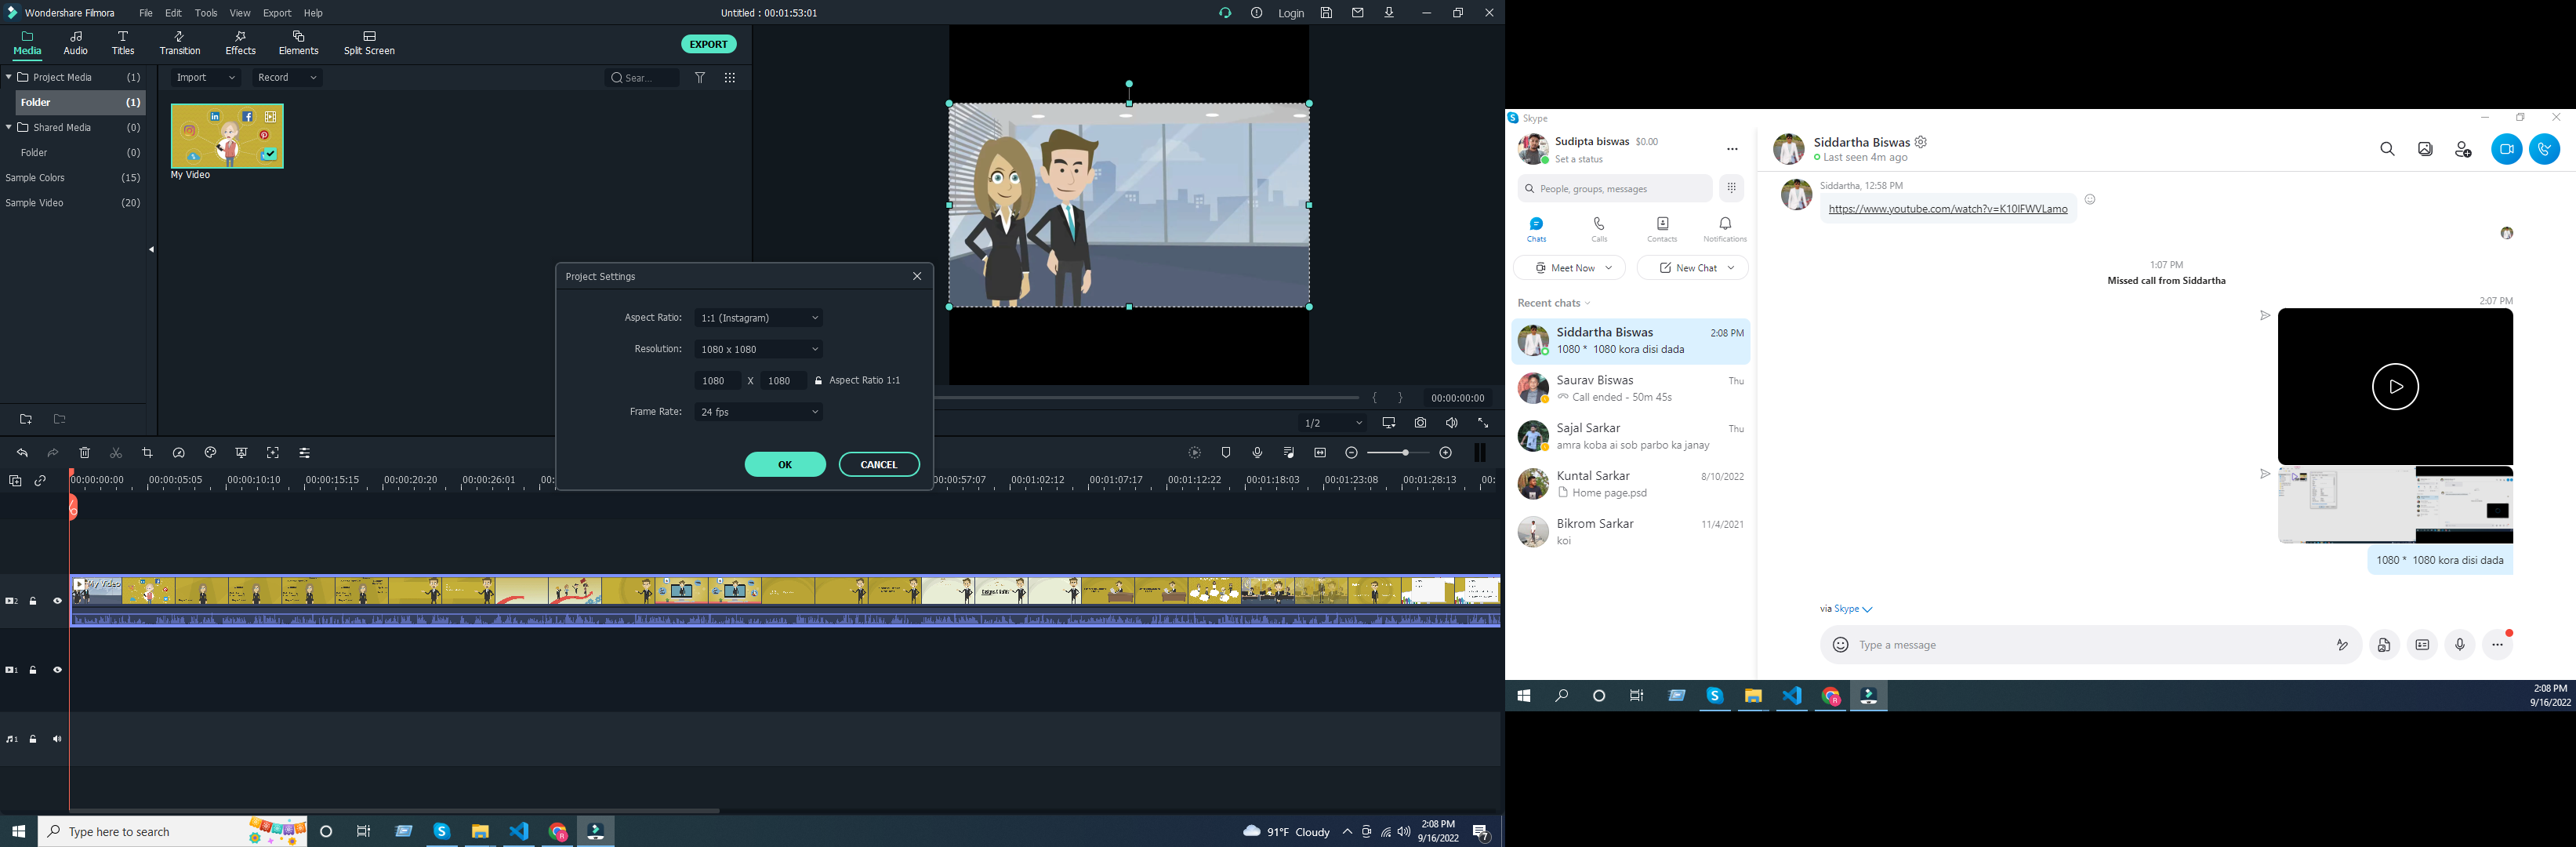 Wondershare Filmora
File Edit Tools View Export Help
Untitled : 00:01:53:01
Login
Media Audio Titles Transition Effects Elements Split Screen
EXPORT
Project Media (1)
Import Record Sear...
Folder (1)
Shared Media (0)
Folder (0)
Sample Colors (15)
Sample Video (20)
My Video
Project Settings
Aspect Ratio: 1:1 (Instagram)
Resolution: 1080 x 1080
1080 X 1080 Aspect Ratio 1:1
Frame Rate: 24 fps
OK CANCEL
00:00:00:00
1/2
00:00:00:00 00:00:05:05 00:00:10:10 00:00:15:15 00:00:20:20 00:00:26:01 00:00:57:07 00:01:02:12 00:01:07:17 00:01:12:22 00:01:18:03 00:01:23:08 00:01:28:13 00:
My Video
2
1
1
Type here to search
91°F Cloudy
2:08 PM
9/16/2022
7
Skype
Sudipta biswas $0.00
Set a status
People, groups, messages
Chats Calls Contacts Notifications
Meet Now New Chat
Recent chats
Siddartha Biswas 2:08 PM
1080 * 1080 kora disi dada
Saurav Biswas Thu
Call ended - 50m 45s
Sajal Sarkar Thu
amra koba ai sob parbo ka janay
Kuntal Sarkar 8/10/2022
Home page.psd
Bikrom Sarkar 11/4/2021
koi
Siddartha Biswas
Last seen 4m ago
Siddartha, 12:58 PM
https://www.youtube.com/watch?v=K10lFWVLamo
1:07 PM
Missed call from Siddartha
2:07 PM
1080 * 1080 kora disi dada
via Skype
Type a message
2:08 PM
9/16/2022